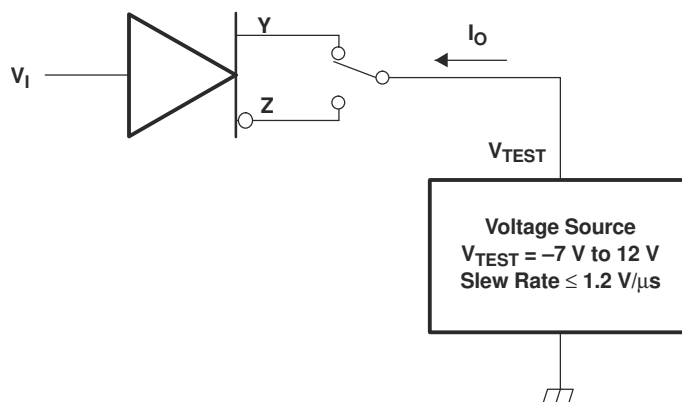 Y
I_O
V_I
Z
V_TEST
Voltage Source
V_TEST = –7 V to 12 V
Slew Rate ≤ 1.2 V/μs